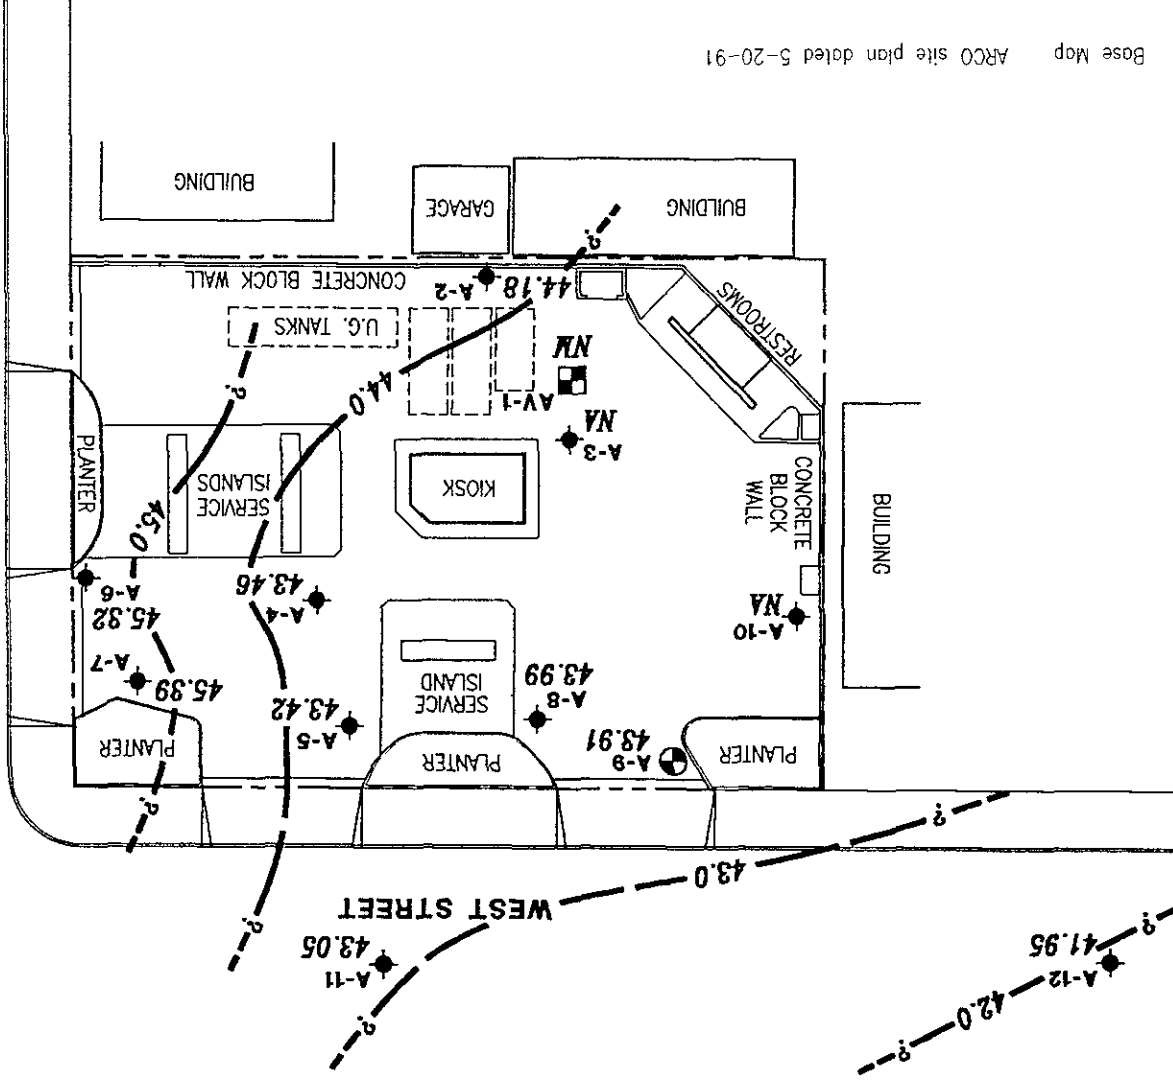 A-12
41.95
42.0
?
?
A-11
43.05
?
WEST STREET
43.0
?
?
?
PLANTER
A-9
43.91
PLANTER
A-8
43.99
SERVICE
ISLAND
A-5
43.42
PLANTER
A-7
45.39
A-10
NA
A-4
43.46
A-6
45.32
45.0
BUILDING
CONCRETE
BLOCK
WALL
KIOSK
SERVICE
ISLANDS
PLANTER
A-3
NA
AV-1
NW
44.0
?
RESTROOMS
U.G. TANKS
A-2
44.18
CONCRETE BLOCK WALL
?
BUILDING
GARAGE
BUILDING
Base Map ARCO site plan dated 5-20-91